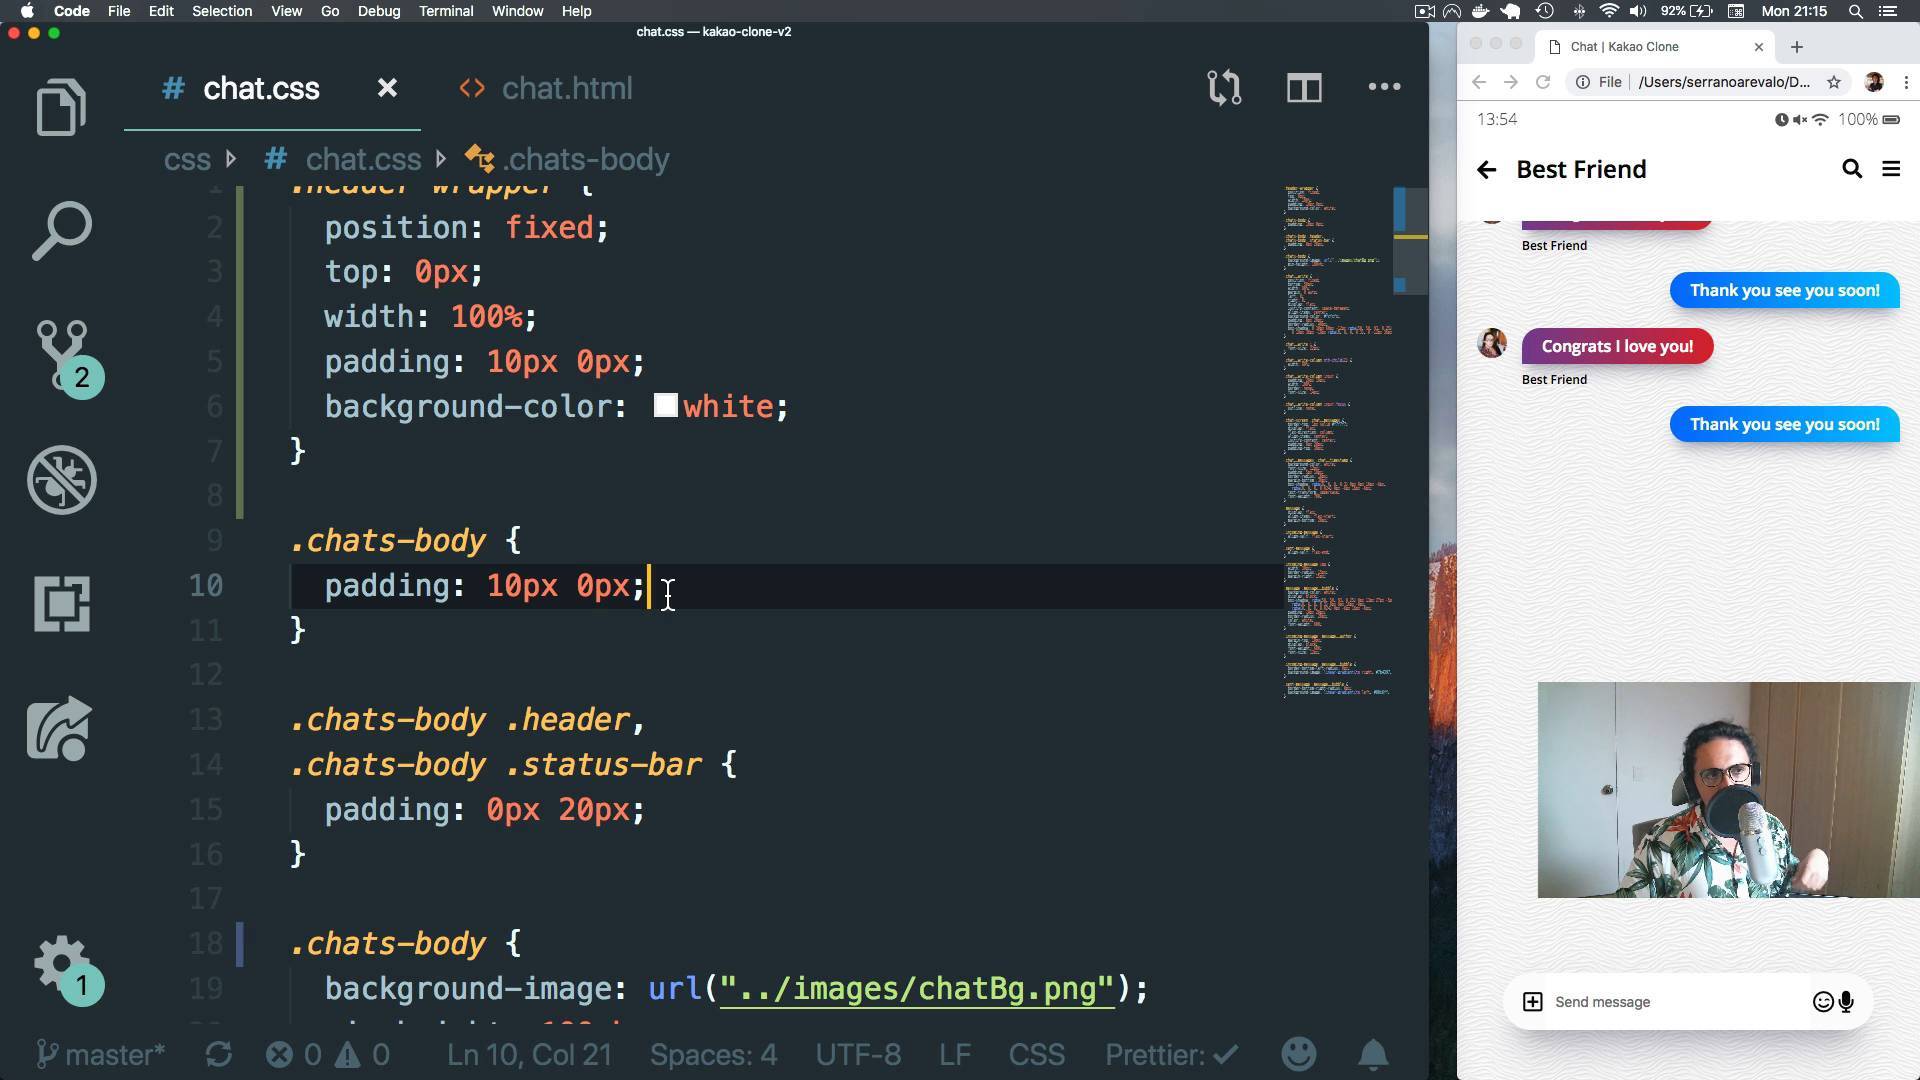 Code File Edit Selection View Go Debug Terminal Window Help
92% Mon 21:15
chat.css — kakao-clone-v2
# chat.css
<> chat.html
css # chat.css .chats-body
1 .header-wrapper {
2 position: fixed;
3 top: 0px;
4 width: 100%;
5 padding: 10px 0px;
6 background-color: white;
7 }
8
9 .chats-body {
10 padding: 10px 0px;
11 }
12
13 .chats-body .header,
14 .chats-body .status-bar {
15 padding: 0px 20px;
16 }
17
18 .chats-body {
19 background-image: url("../images/chatBg.png");
2
1
master* 0 0 Ln 10, Col 21 Spaces: 4 UTF-8 LF CSS Prettier: ✓
Chat | Kakao Clone
File /Users/serranoarevalo/D...
13:54 100%
Best Friend
Best Friend
Thank you see you soon!
Congrats I love you!
Best Friend
Thank you see you soon!
Send message